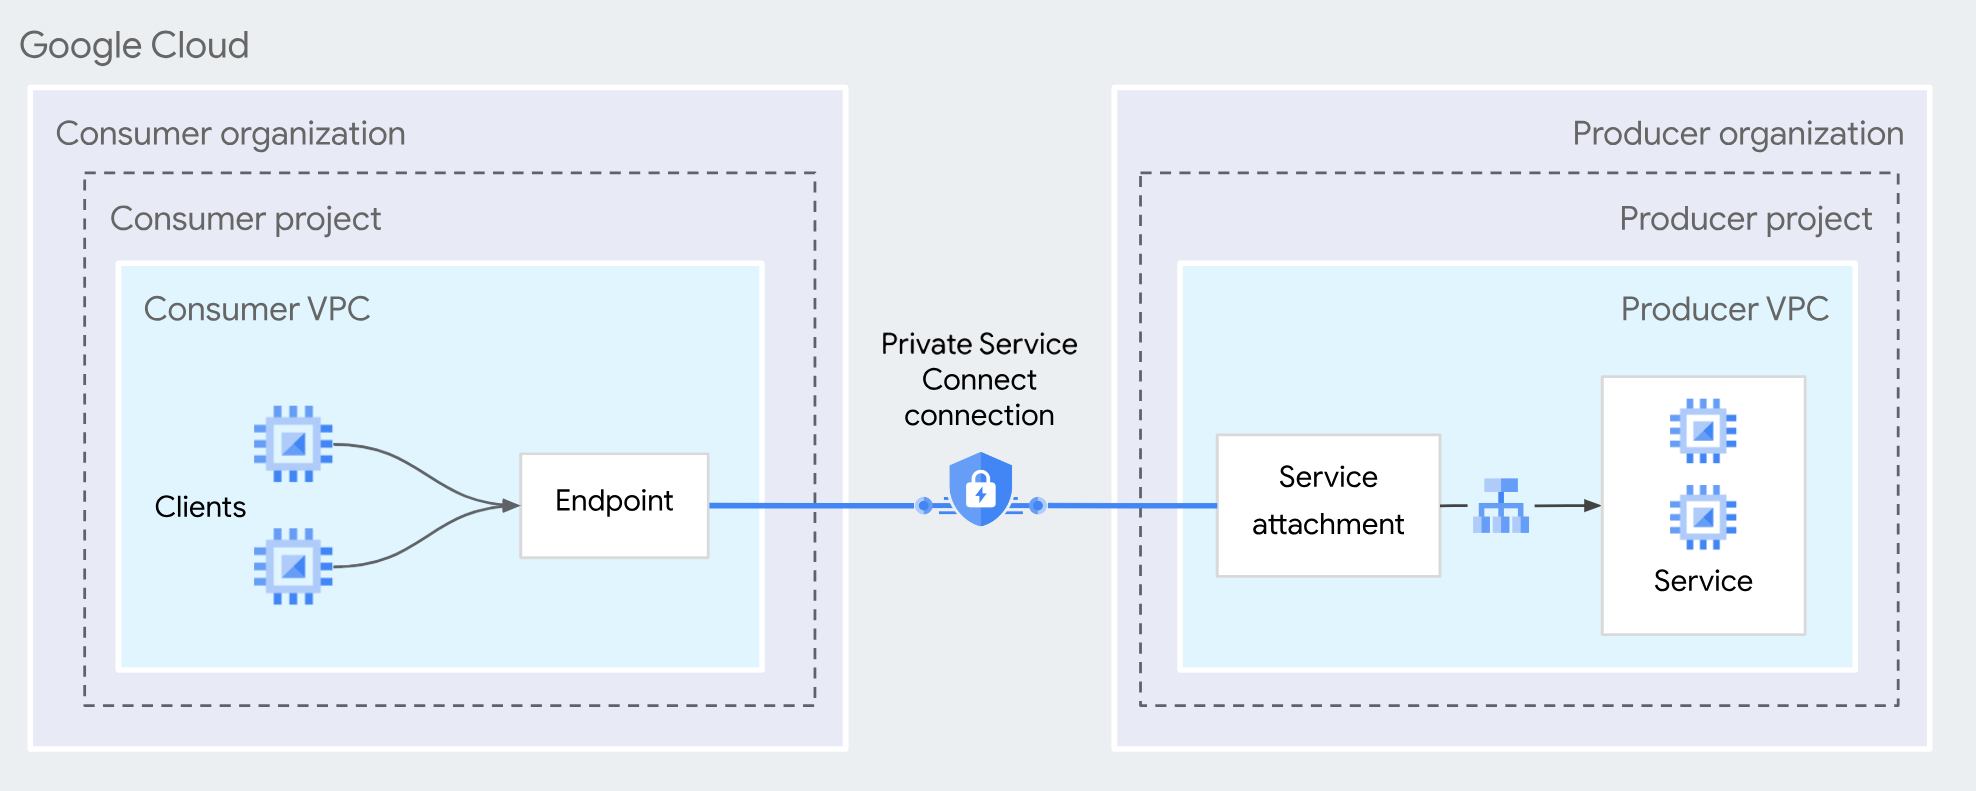 Google Cloud
Consumer organization
Consumer project
Consumer VPC
Clients
Endpoint
Private Service
Connect
connection
Producer organization
Producer project
Producer VPC
Service
attachment
Service